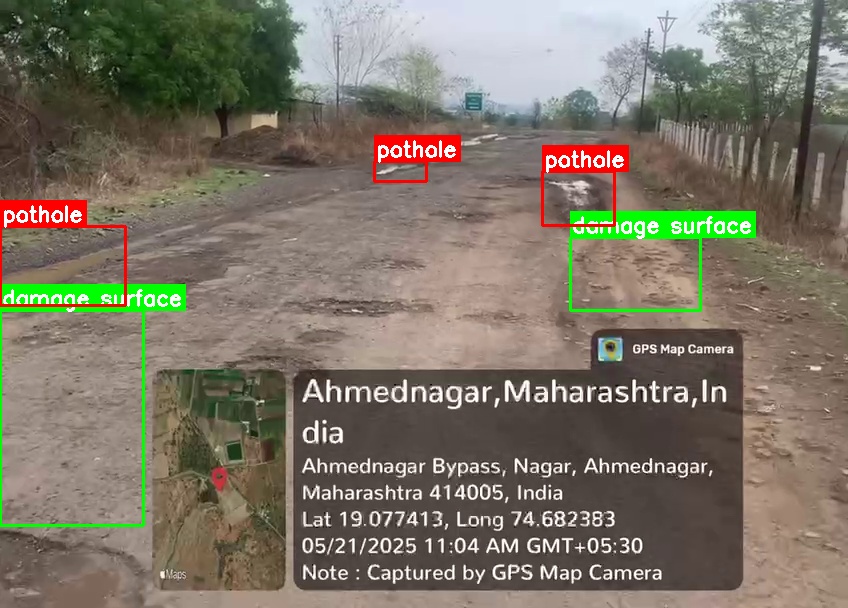 pothole
pothole
pothole
damage surface
damage surface
GPS Map Camera
Ahmednagar,Maharashtra,In
dia
Ahmednagar Bypass, Nagar, Ahmednagar,
Maharashtra 414005, India
Lat 19.077413, Long 74.682383
05/21/2025 11:04 AM GMT+05:30
Note : Captured by GPS Map Camera
Maps